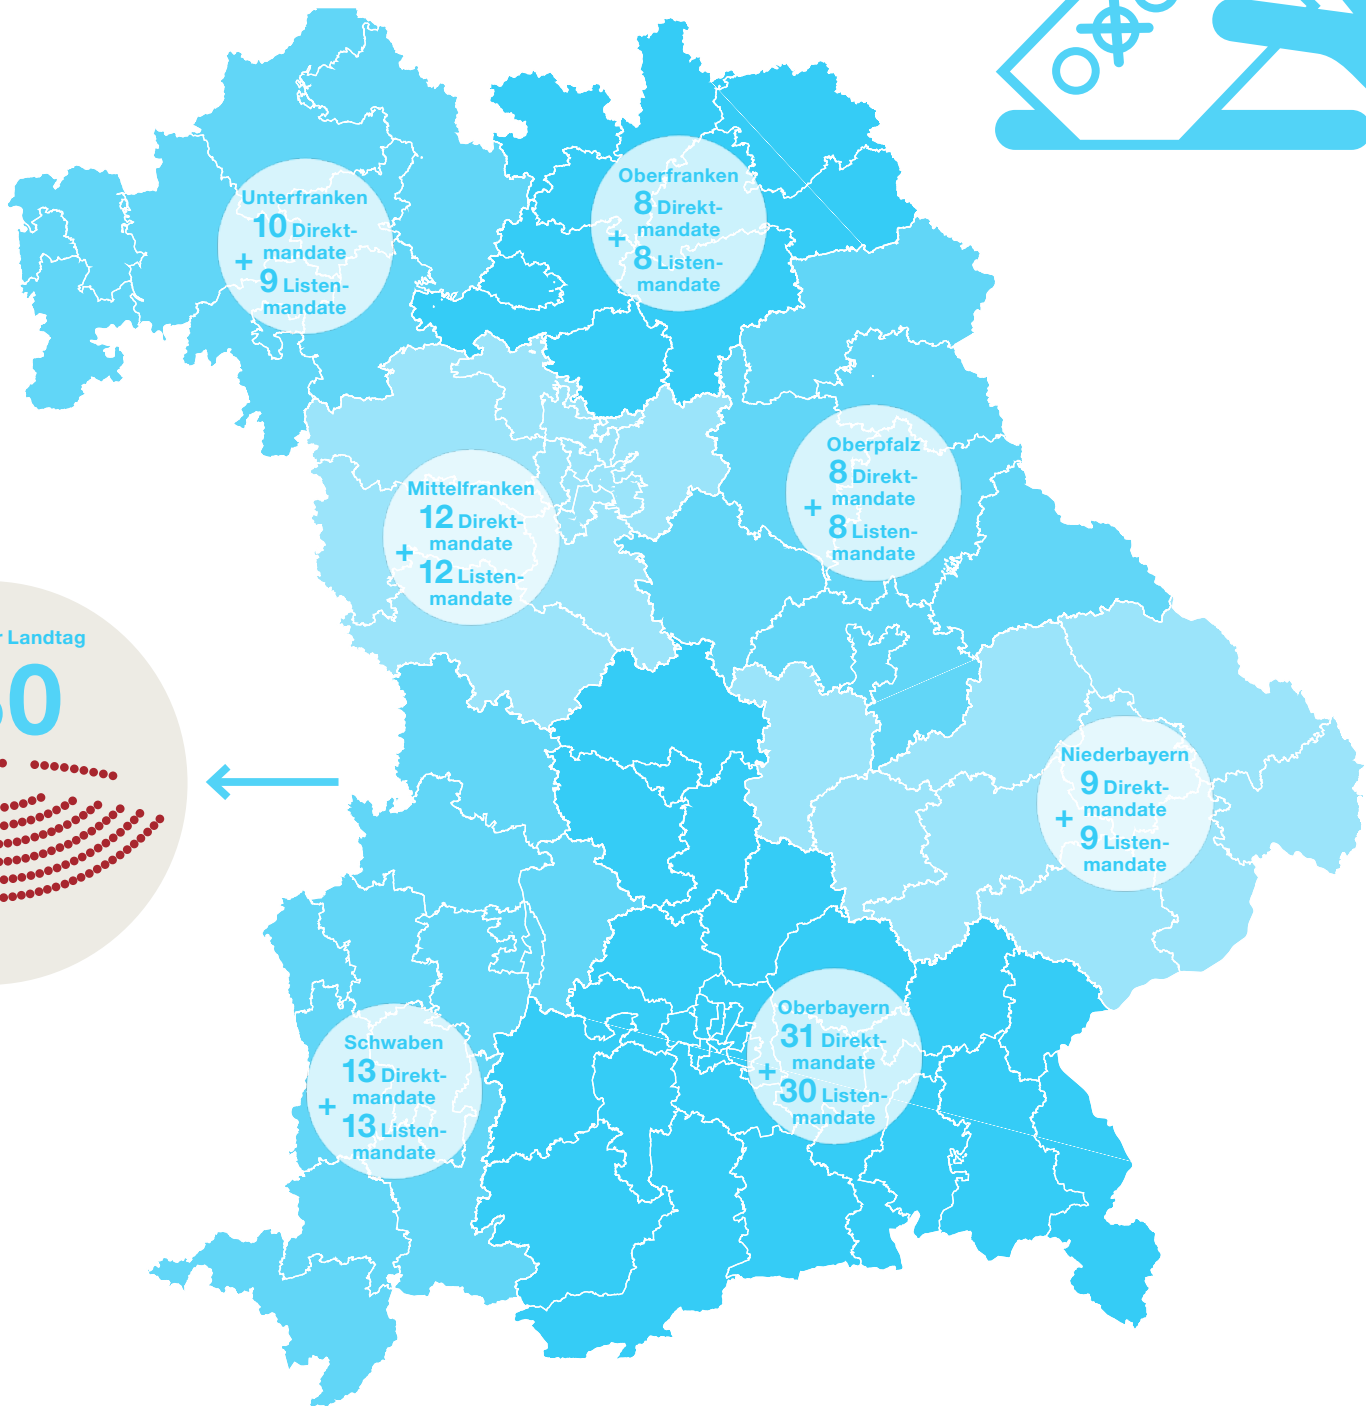 Unterfranken
10 Direkt-
mandate
+
9 Listen-
mandate
Oberfranken
8 Direkt-
mandate
+
8 Listen-
mandate
Oberpfalz
8 Direkt-
mandate
+
8 Listen-
mandate
Mittelfranken
12 Direkt-
mandate
+
12 Listen-
mandate
Landtag
0
Niederbayern
9 Direkt-
mandate
+
9 Listen-
mandate
Oberbayern
31 Direkt-
mandate
+
30 Listen-
mandate
Schwaben
13 Direkt-
mandate
+
13 Listen-
mandate